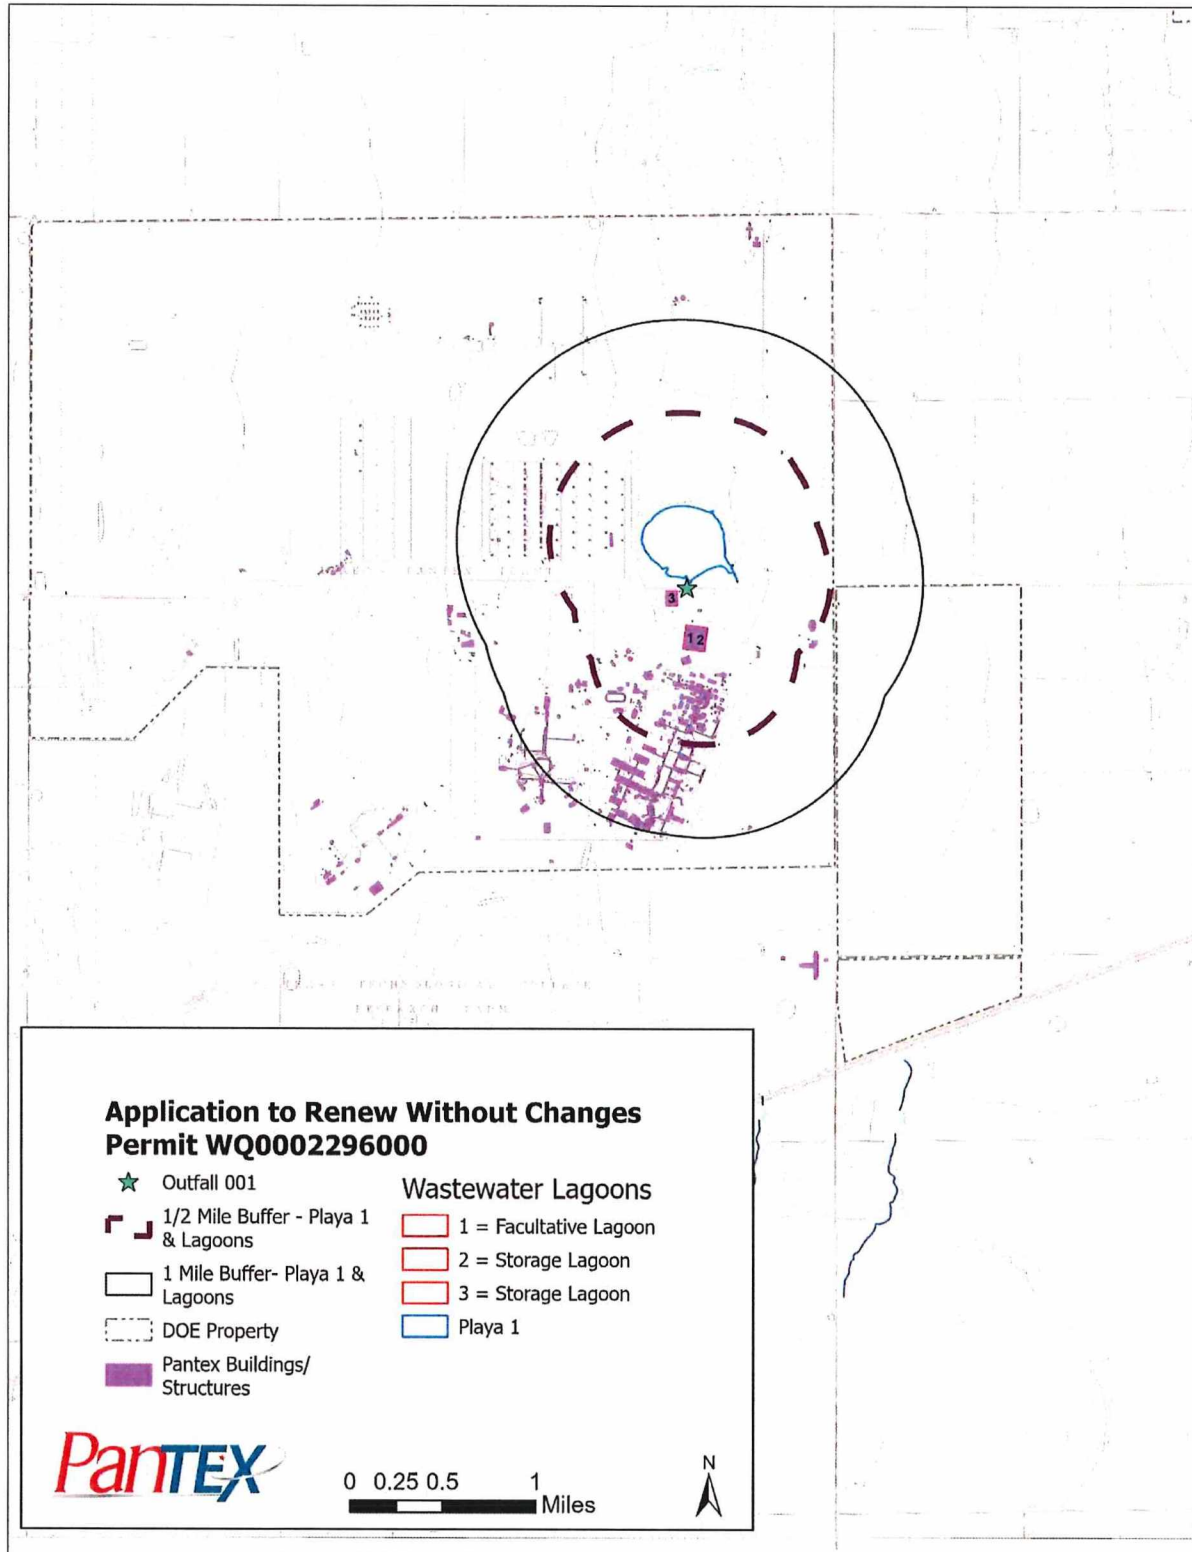 3
1 2
Application to Renew Without Changes
Permit WQ0002296000
Outfall 001
1/2 Mile Buffer - Playa 1
& Lagoons
1 Mile Buffer- Playa 1 &
Lagoons
DOE Property
Pantex Buildings/
Structures
Wastewater Lagoons
1 = Facultative Lagoon
2 = Storage Lagoon
3 = Storage Lagoon
Playa 1
PanTEX
0 0.25 0.5 1
Miles
N